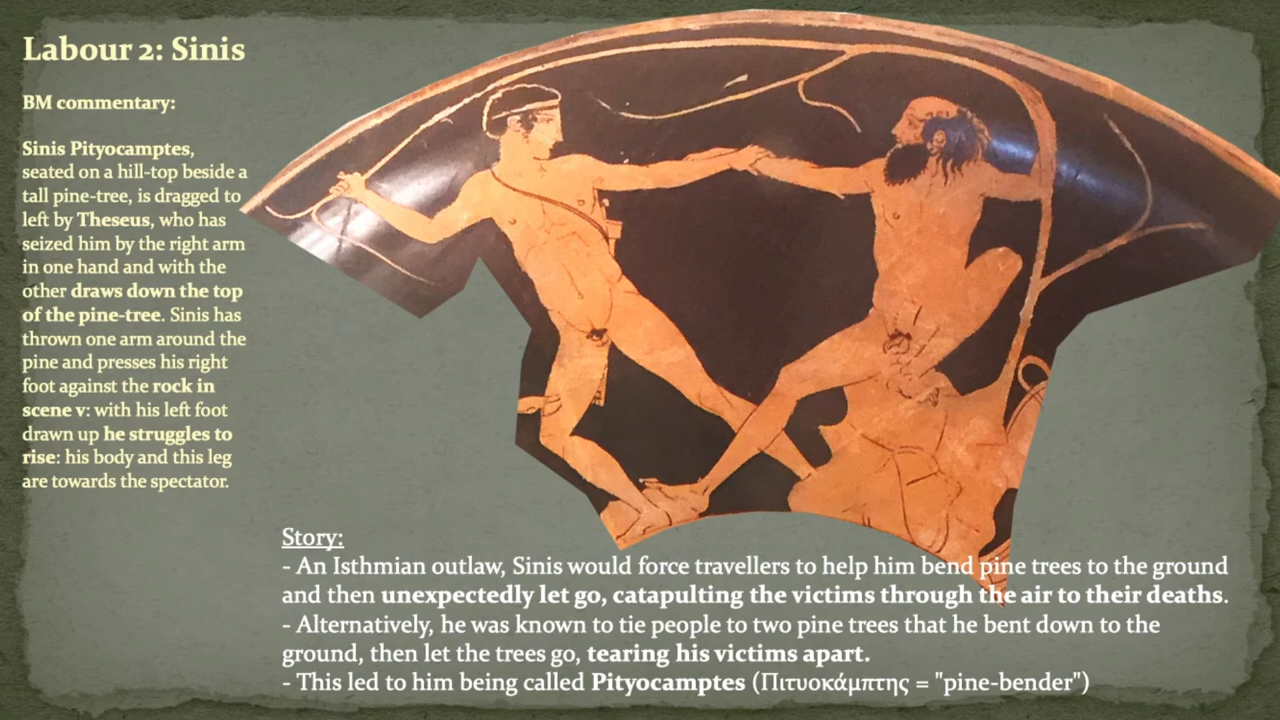 Labour 2: Sinis
BM commentary:
Sinis Pityocamptes,
seated on a hill-top beside a
tall pine-tree, is dragged to
left by Theseus, who has
seized him by the right arm
in one hand and with the
other draws down the top
of the pine-tree. Sinis has
thrown one arm around the
pine and presses his right
foot against the rock in
scene v: with his left foot
drawn up he struggles to
rise: his body and this leg
are towards the spectator.
Story:
- An Isthmian outlaw, Sinis would force travellers to help him bend pine trees to the ground
and then unexpectedly let go, catapulting the victims through the air to their deaths.
- Alternatively, he was known to tie people to two pine trees that he bent down to the
ground, then let the trees go, tearing his victims apart.
- This led to him being called Pityocamptes (Πιτυοκάμπτης = "pine-bender")